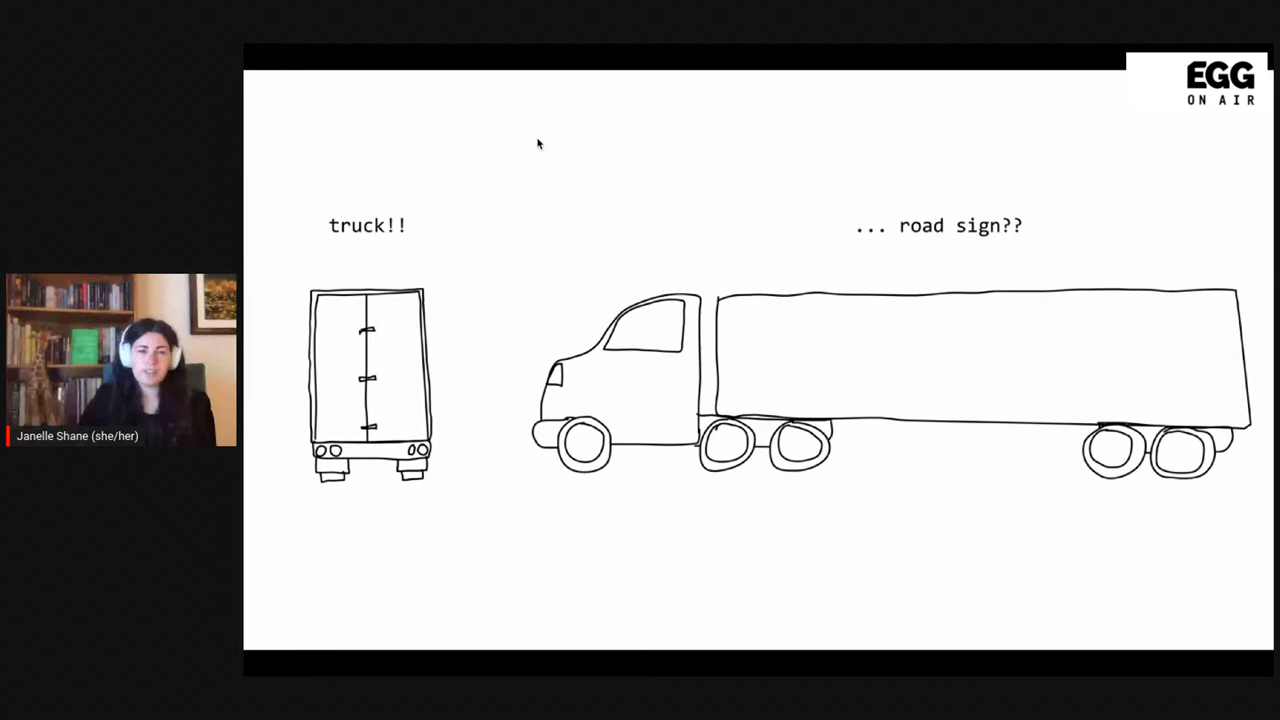 EGG
ON AIR
truck!!
... road sign??
Janelle Shane (she/her)